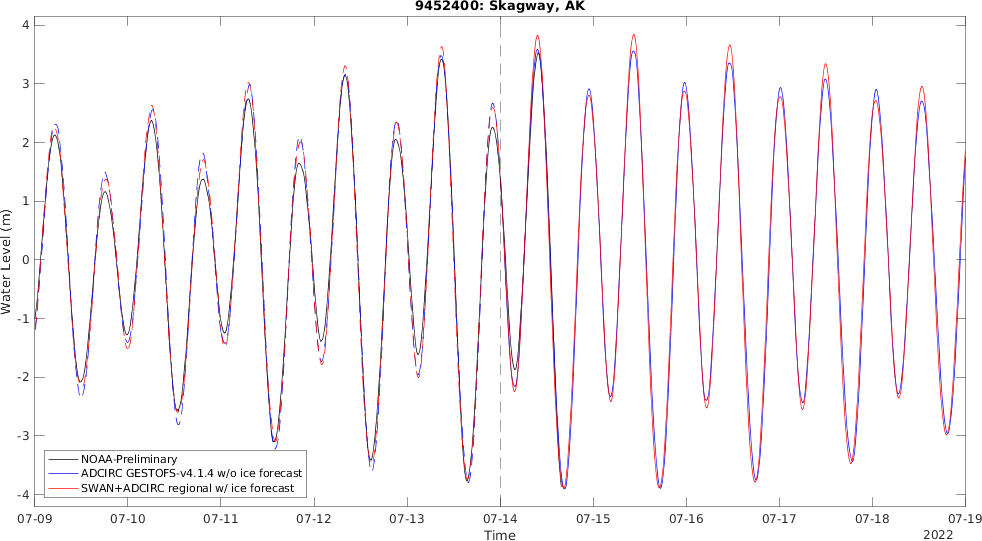 9452400: Skagway, AK
4
3
2
1
0
-1
-2
-3
-4
Water Level (m)
NOAA-Preliminary
ADCIRC GESTOFS-v4.1.4 w/o ice forecast
SWAN+ADCIRC regional w/ ice forecast
07-09 07-10 07-11 07-12 07-13 07-14 07-15 07-16 07-17 07-18 07-19
Time
2022